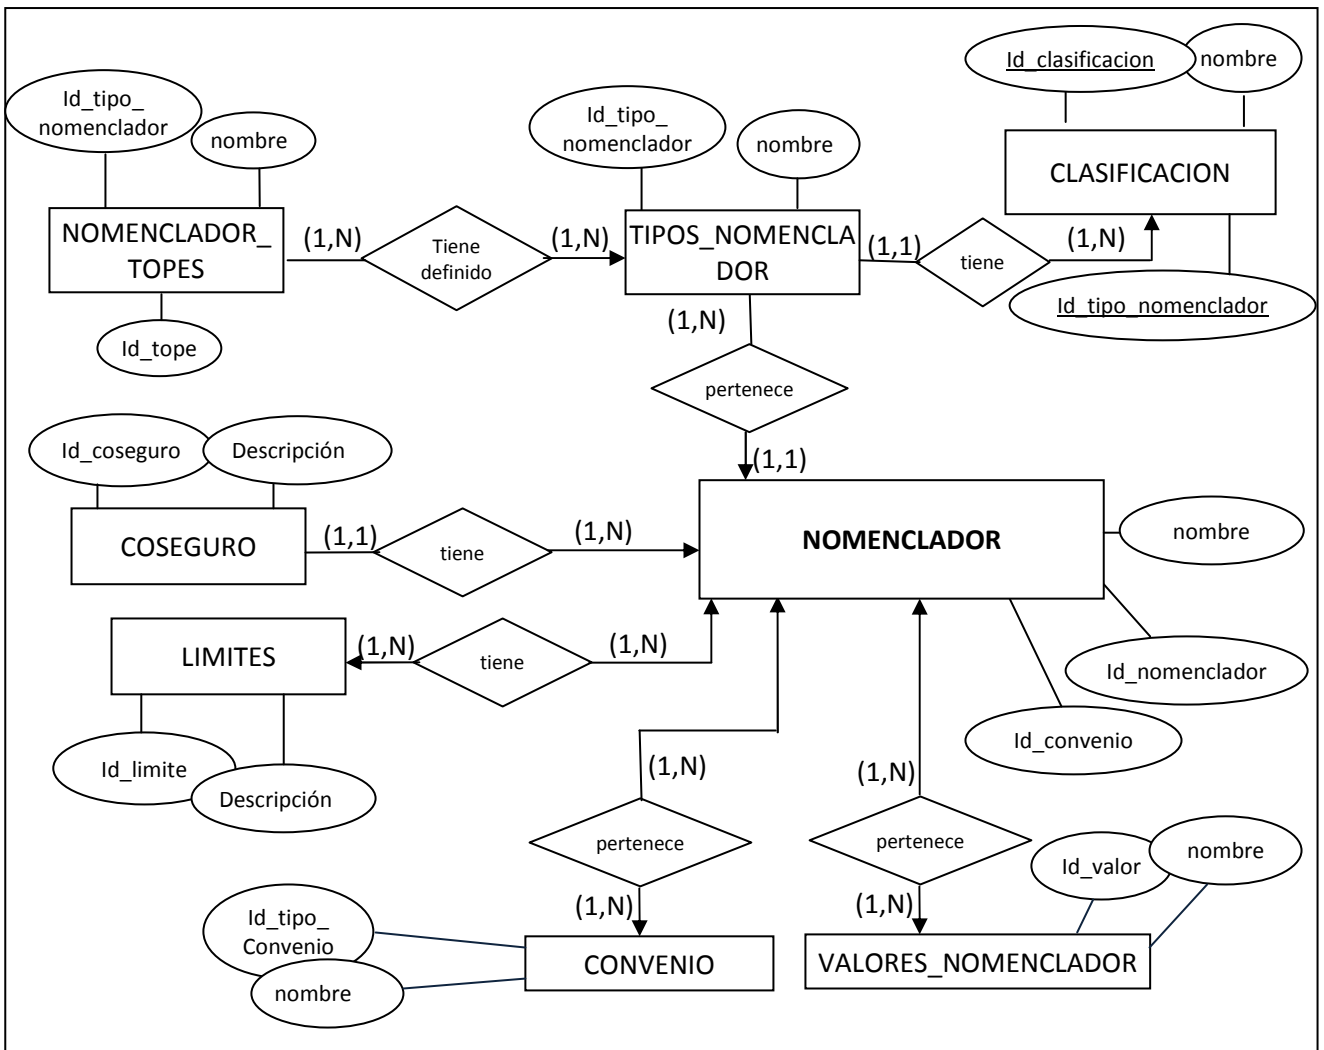 Id_clasificacion
nombre
Id_tipo_
nomenclador
nombre
Id_tipo_
nomenclador
nombre
CLASIFICACION
NOMENCLADOR_
TOPES
(1,N)
Tiene
definido
(1,N)
TIPOS_NOMENCLA
DOR
(1,1)
tiene
(1,N)
Id_tipo_nomenclador
Id_tope
(1,N)
pertenece
(1,1)
Id_coseguro
Descripción
COSEGURO
(1,1)
tiene
(1,N)
NOMENCLADOR
nombre
LIMITES
(1,N)
tiene
(1,N)
Id_nomenclador
Id_convenio
Id_limite
Descripción
(1,N)
(1,N)
pertenece
pertenece
Id_valor
nombre
(1,N)
(1,N)
Id_tipo_
Convenio
nombre
CONVENIO
VALORES_NOMENCLADOR